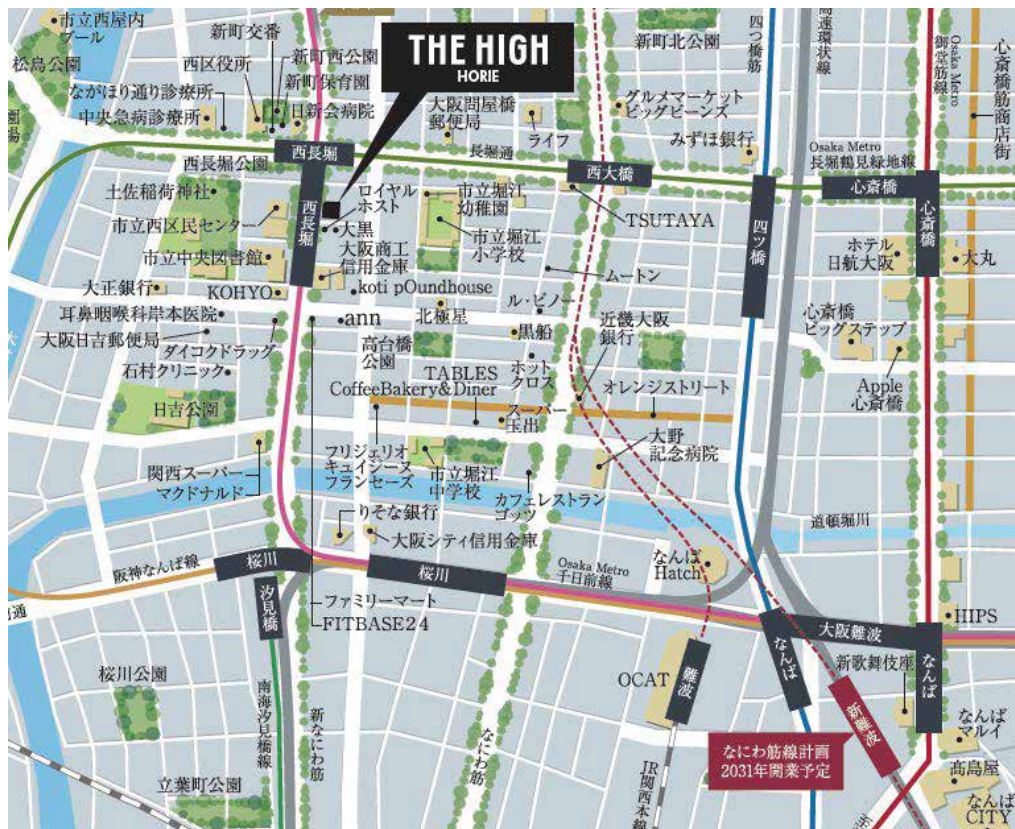 市立西屋内
プール
松島公園
新町交番
新町西公園
西区役所
新町保育園
ながほり通り診療所
日新会病院
中央急病診療所
THE HIGH
HORIE
大阪問屋橋
郵便局
ライフ
新町北公園
グルメマーケット
ビッグビーンズ
みずほ銀行
四つ橋筋
高速環状線
Osaka Metro
御堂筋線
心斎橋筋商店街
西長堀公園
西長堀
長堀通
西大橋
Osaka Metro
長堀鶴見緑地線
心斎橋
土佐稲荷神社
市立西区民センター
市立中央図書館
大正銀行
KOHYO
西長堀
ロイヤル
ホスト
大黒
大阪商工
信用金庫
市立堀江
幼稚園
市立堀江
小学校
TSUTAYA
四ツ橋
心斎橋
ホテル
日航大阪
大丸
ムートン
koti pOundhouse
ル・ピノー
耳鼻咽喉科岸本医院
大阪日吉郵便局
ダイコクドラッグ
石村クリニック
日吉公園
ann
北極星
高台橋
公園
黒船
近畿大阪
銀行
心斎橋
ビッグステップ
Apple
心斎橋
ホット
クロス
TABLES
CoffeeBakery&Diner
オレンジストリート
スーパー
玉出
大野
記念病院
関西スーパー
マクドナルド
フリジェリオ
キュイジーヌ
フランセーズ
市立堀江
中学校
カフェレストラン
ゴッツ
りそな銀行
大阪シティ信用金庫
道頓堀川
阪神なんば線
桜川
桜川
Osaka Metro
千日前線
なんば
Hatch
汐見橋
ファミリーマート
FITBASE24
大阪難波
HIPS
桜川公園
南海汐見橋線
新なにわ筋
なにわ筋
OCAT
難波
なんば
新難波
新歌舞伎座
なんば
なんば
マルイ
なにわ筋線計画
2031年開業予定
立葉町公園
JR関西本線
髙島屋
なんば
CITY